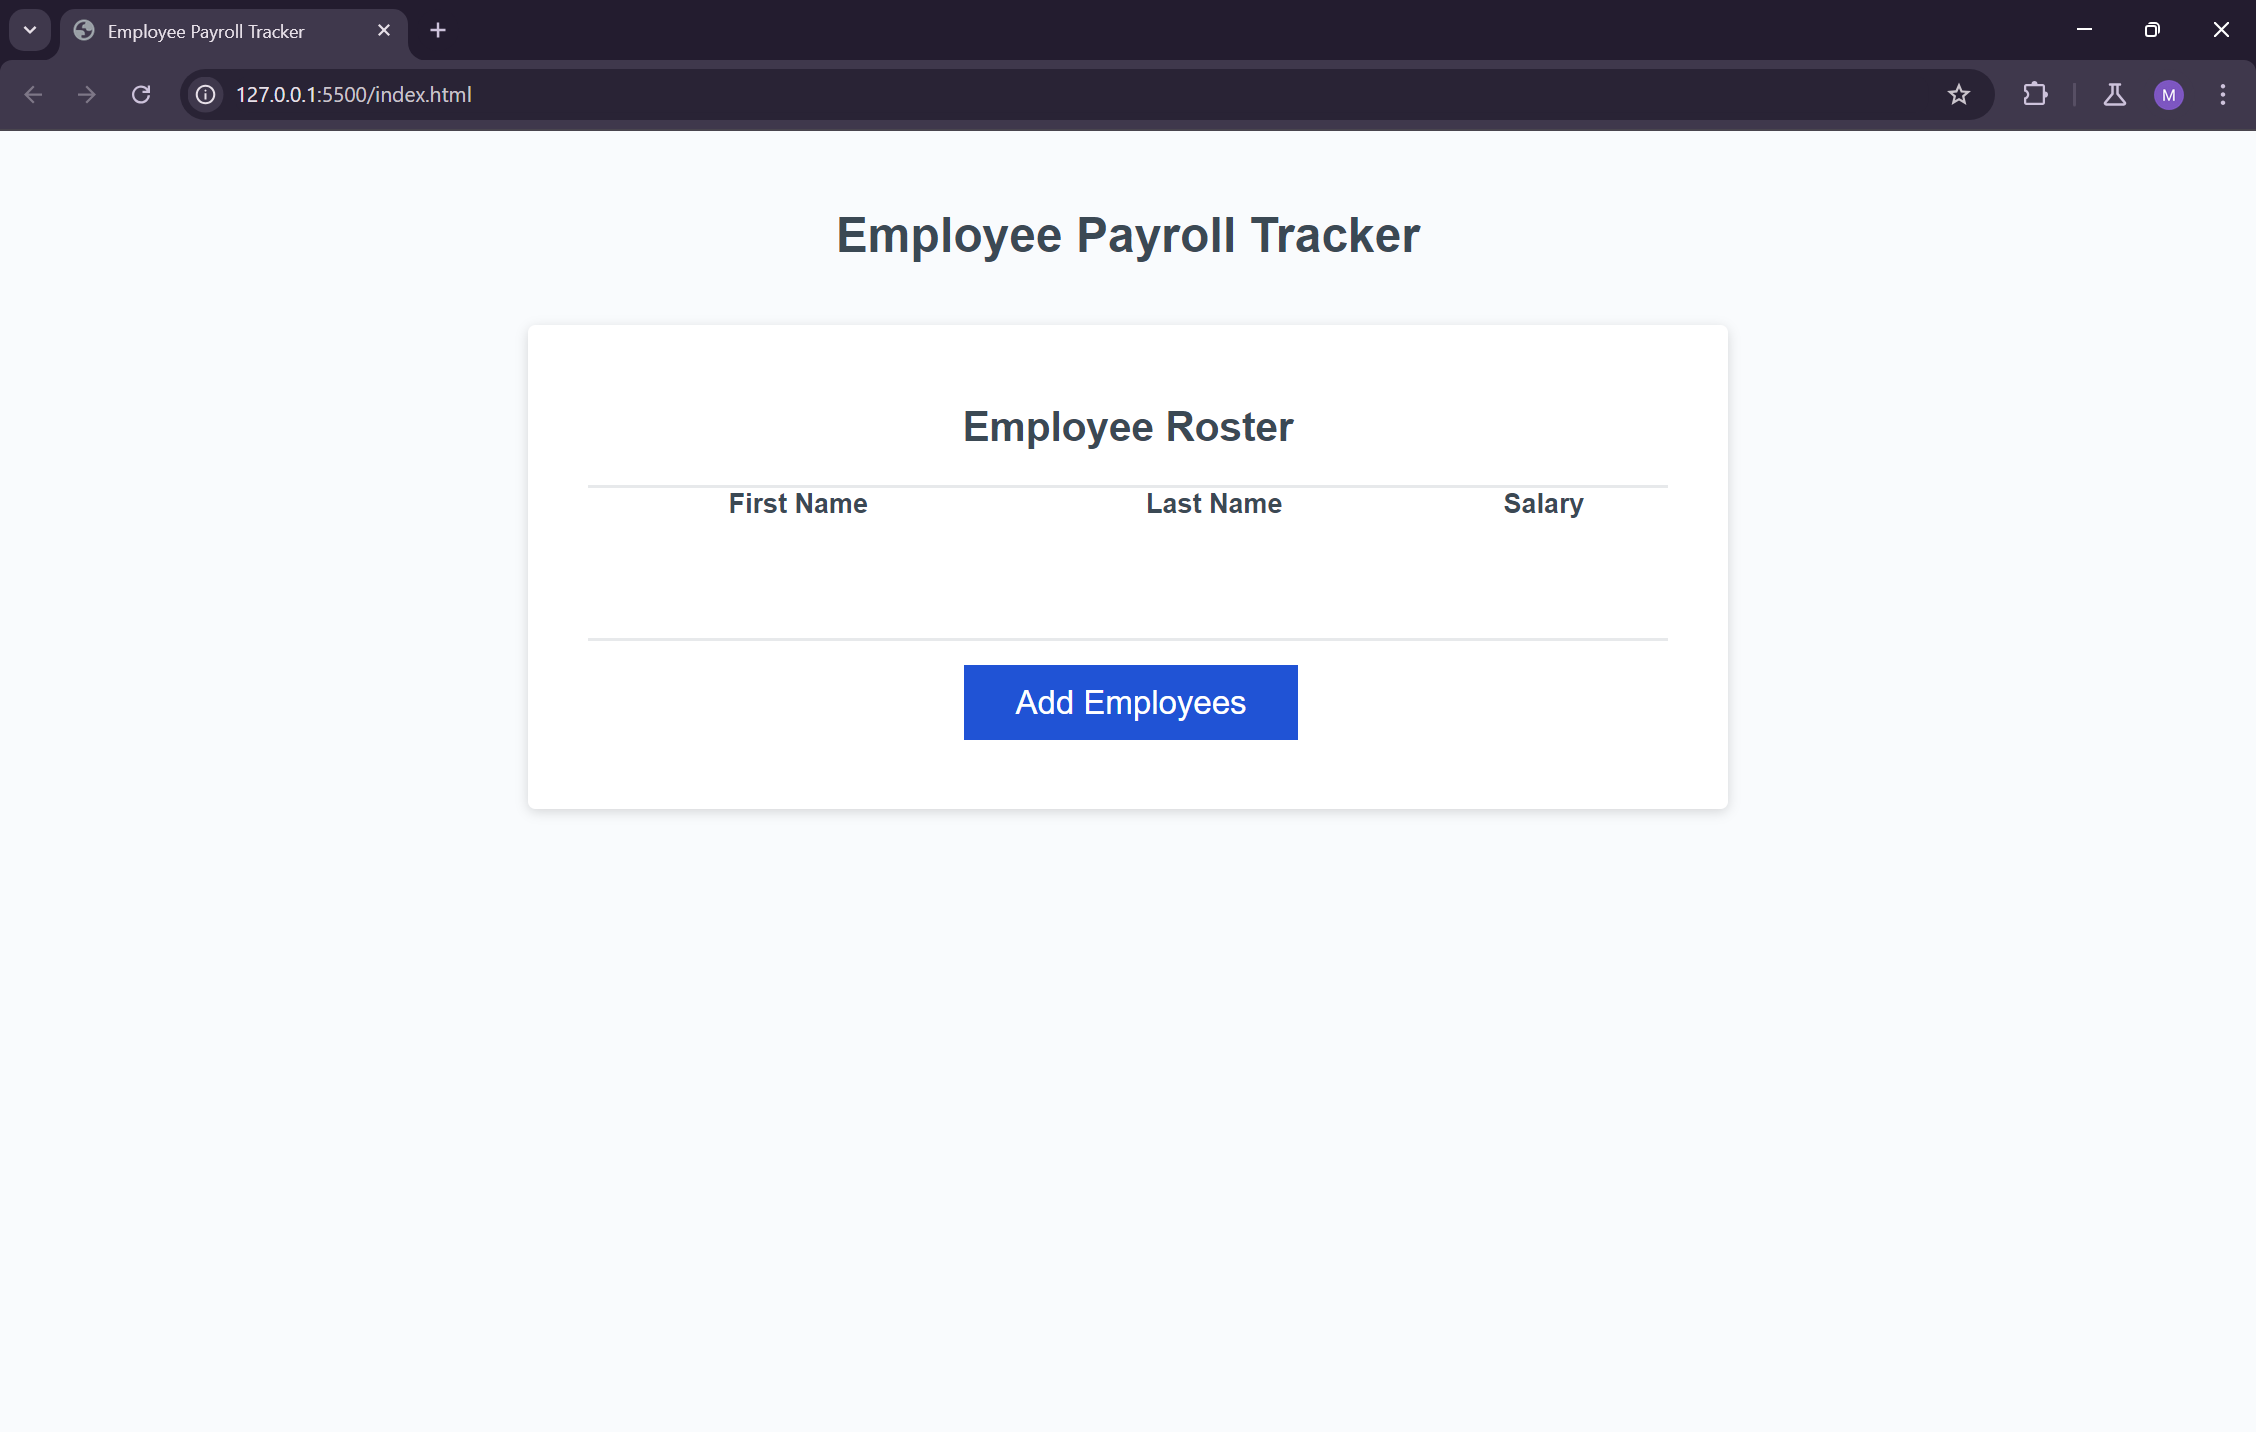 Employee Payroll Tracker
127.0.0.1:5500/index.html
M
Employee Payroll Tracker
Employee Roster
First Name Last Name Salary
Add Employees